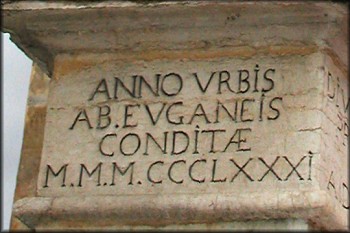 ANNO VRBIS
AB.EVGANEIS
CONDITÆ
M.M.M.CCCLXXXI